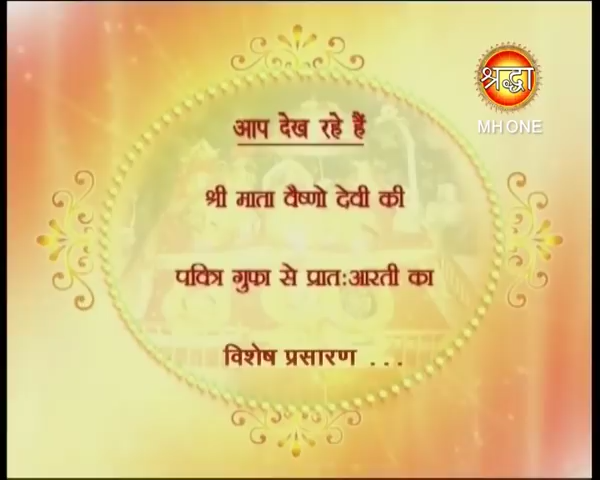 श्रद्धा
MH ONE
आप देख रहे हैं
श्री माता वैष्णो देवी की
पवित्र गुफा से प्रातःआरती का
विशेष प्रसारण ...